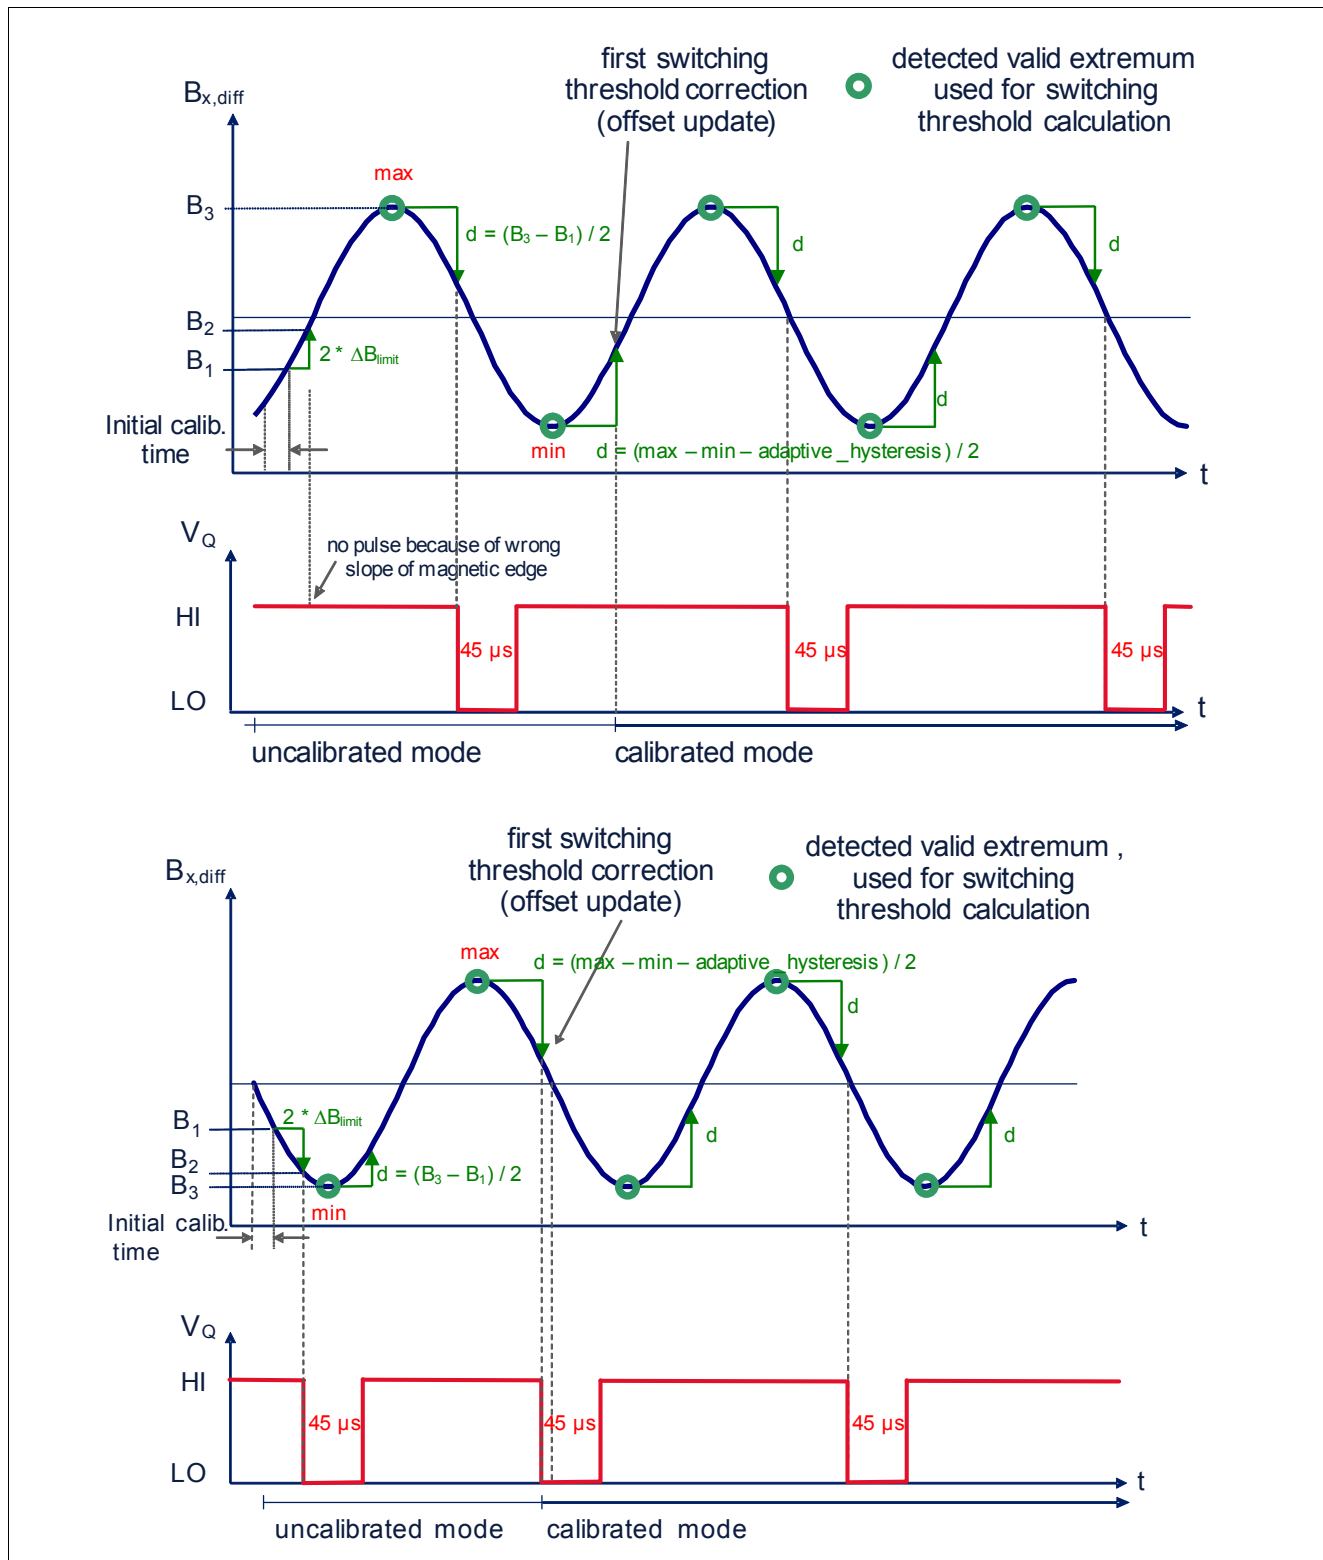 first switching
threshold correction
(offset update)
detected valid extremum
used for switching
threshold calculation
Bx,diff
max
B3
d = (B3 – B1) / 2
d
d
B2
2 * ΔBlimit
B1
Initial calib.
time
d
min
d = (max – min – adaptive_hysteresis) / 2
t
VQ
no pulse because of wrong
slope of magnetic edge
HI
45 µs
45 µs
45 µs
LO
t
uncalibrated mode
calibrated mode
first switching
threshold correction
(offset update)
detected valid extremum ,
used for switching
threshold calculation
Bx,diff
max
d = (max – min – adaptive_hysteresis) / 2
d
B1
2 * ΔBlimit
d
d
B2
d = (B3 – B1) / 2
B3
min
Initial calib.
time
t
VQ
HI
45 µs
45 µs
45 µs
LO
t
uncalibrated mode
calibrated mode